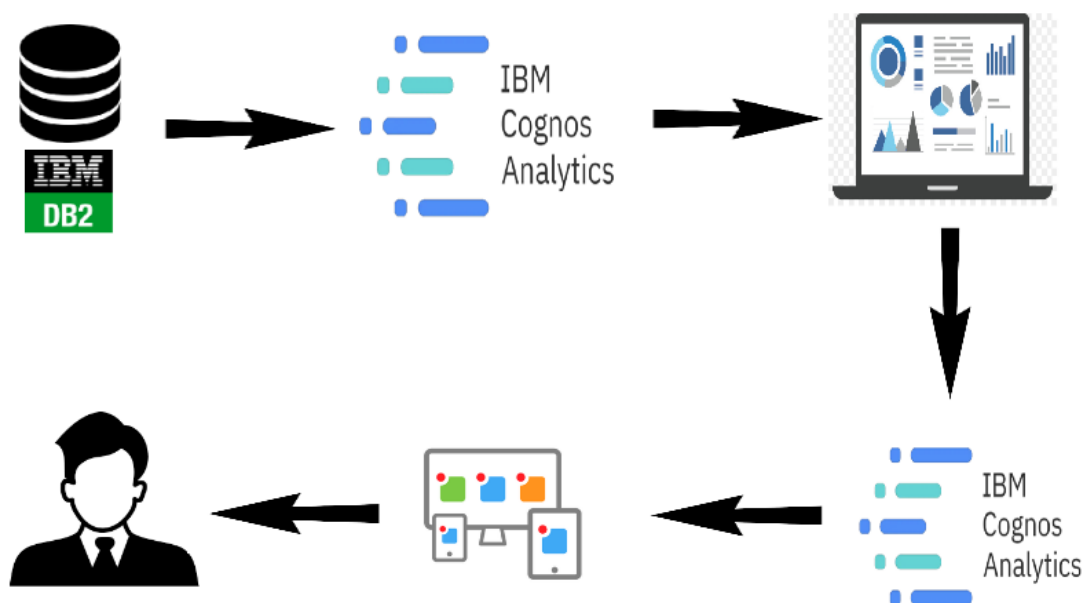 IBM
Cognos
Analytics
IBM
DB2
IBM
Cognos
Analytics